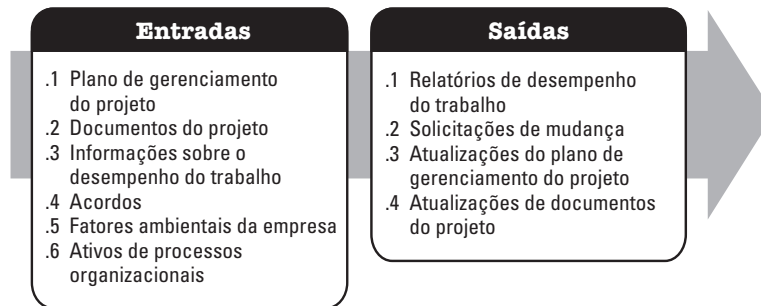 Entradas
.1 Plano de gerenciamento
do projeto
.2 Documentos do projeto
.3 Informações sobre o
desempenho do trabalho
.4 Acordos
.5 Fatores ambientais da empresa
.6 Ativos de processos
organizacionais
Saídas
.1 Relatórios de desempenho
do trabalho
.2 Solicitações de mudança
.3 Atualizações do plano de
gerenciamento do projeto
.4 Atualizações de documentos
do projeto